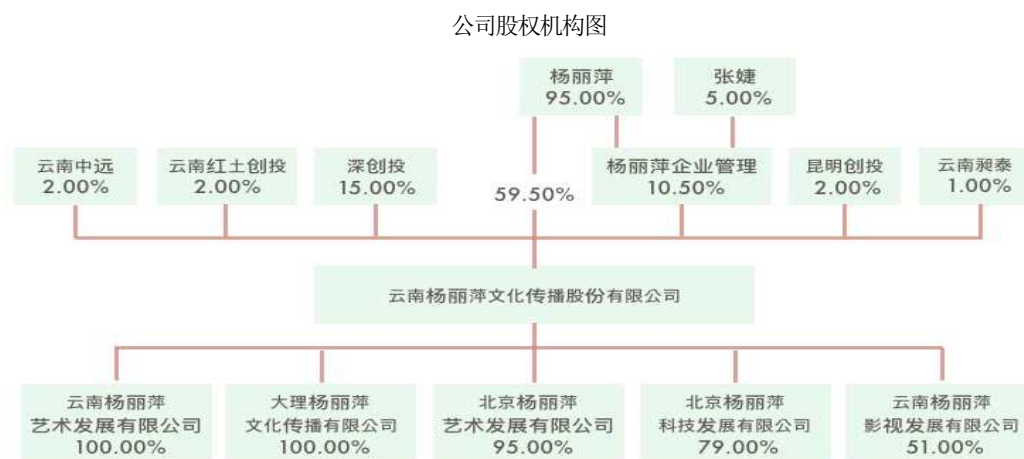 公司股权机构图
杨丽萍
95.00%
张婕
5.00%
云南中远
2.00%
云南红土创投
2.00%
深创投
15.00%
59.50%
杨丽萍企业管理
10.50%
昆明创投
2.00%
云南昶泰
1.00%
云南杨丽萍文化传播股份有限公司
云南杨丽萍
艺术发展有限公司
100.00%
大理杨丽萍
文化传播有限公司
100.00%
北京杨丽萍
艺术发展有限公司
95.00%
北京杨丽萍
科技发展有限公司
79.00%
云南杨丽萍
影视发展有限公司
51.00%